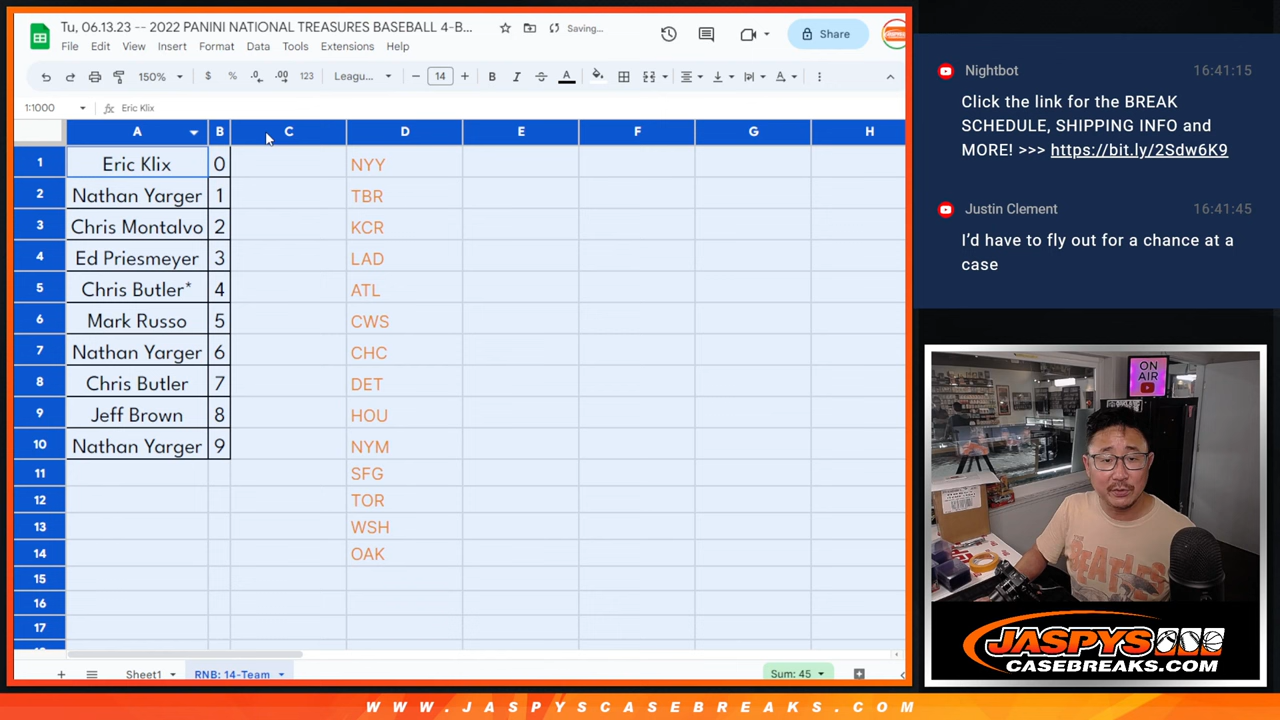 Tu, 06.13.23 -- 2022 PANINI NATIONAL TREASURES BASEBALL 4-B...
Saving...
Share
File Edit View Insert Format Data Tools Extensions Help
150% $ % .0 .00 123 Leagu... − 14 + B I A
1:1000 fx Eric Klix
A B C D E F G H
1 Eric Klix 0 NYY
2 Nathan Yarger 1 TBR
3 Chris Montalvo 2 KCR
4 Ed Priesmeyer 3 LAD
5 Chris Butler* 4 ATL
6 Mark Russo 5 CWS
7 Nathan Yarger 6 CHC
8 Chris Butler 7 DET
9 Jeff Brown 8 HOU
10 Nathan Yarger 9 NYM
11 SFG
12 TOR
13 WSH
14 OAK
15
16
17
+ Sheet1 RNB: 14-Team Sum: 45
Nightbot 16:41:15
Click the link for the BREAK
SCHEDULE, SHIPPING INFO and
MORE! >>> https://bit.ly/2Sdw6K9
Justin Clement 16:41:45
I'd have to fly out for a chance at a
case
ON
AIR
BEATLES
JASPYS
CASEBREAKS.COM
WWW.JASPYSCASEBREAKS.COM